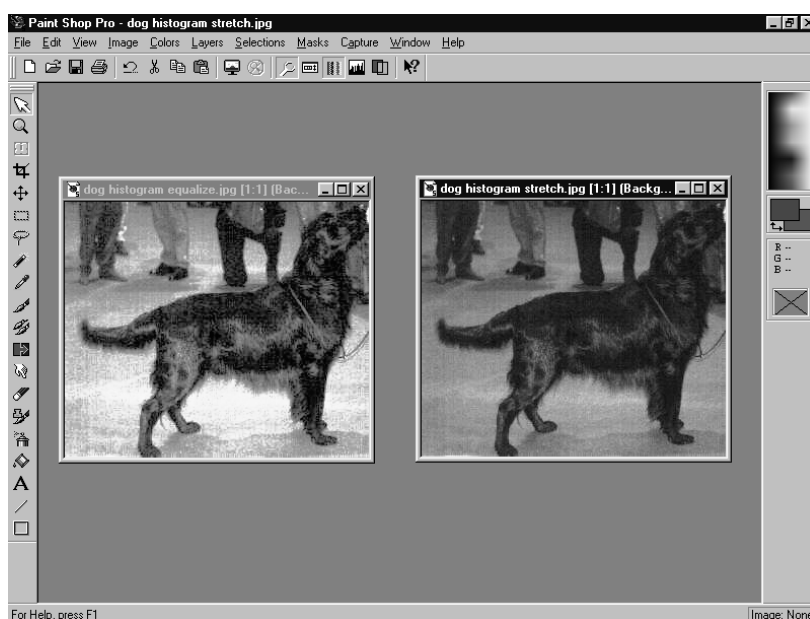 Paint Shop Pro - dog histogram stretch.jpg
File Edit View Image Colors Layers Selections Masks Capture Window Help
dog histogram equalize.jpg [1:1] (Bac...
dog histogram stretch.jpg [1:1] (Backg...
R --
G --
B --
A
For Help, press F1
Image: None